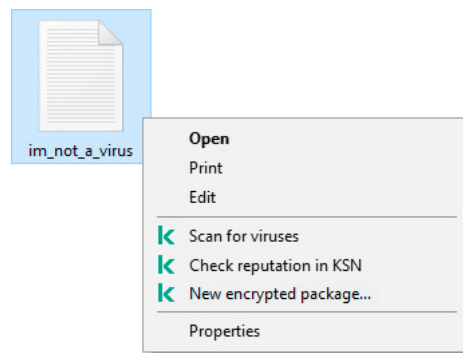 im_not_a_virus
Open
Print
Edit
Scan for viruses
Check reputation in KSN
New encrypted package...
Properties